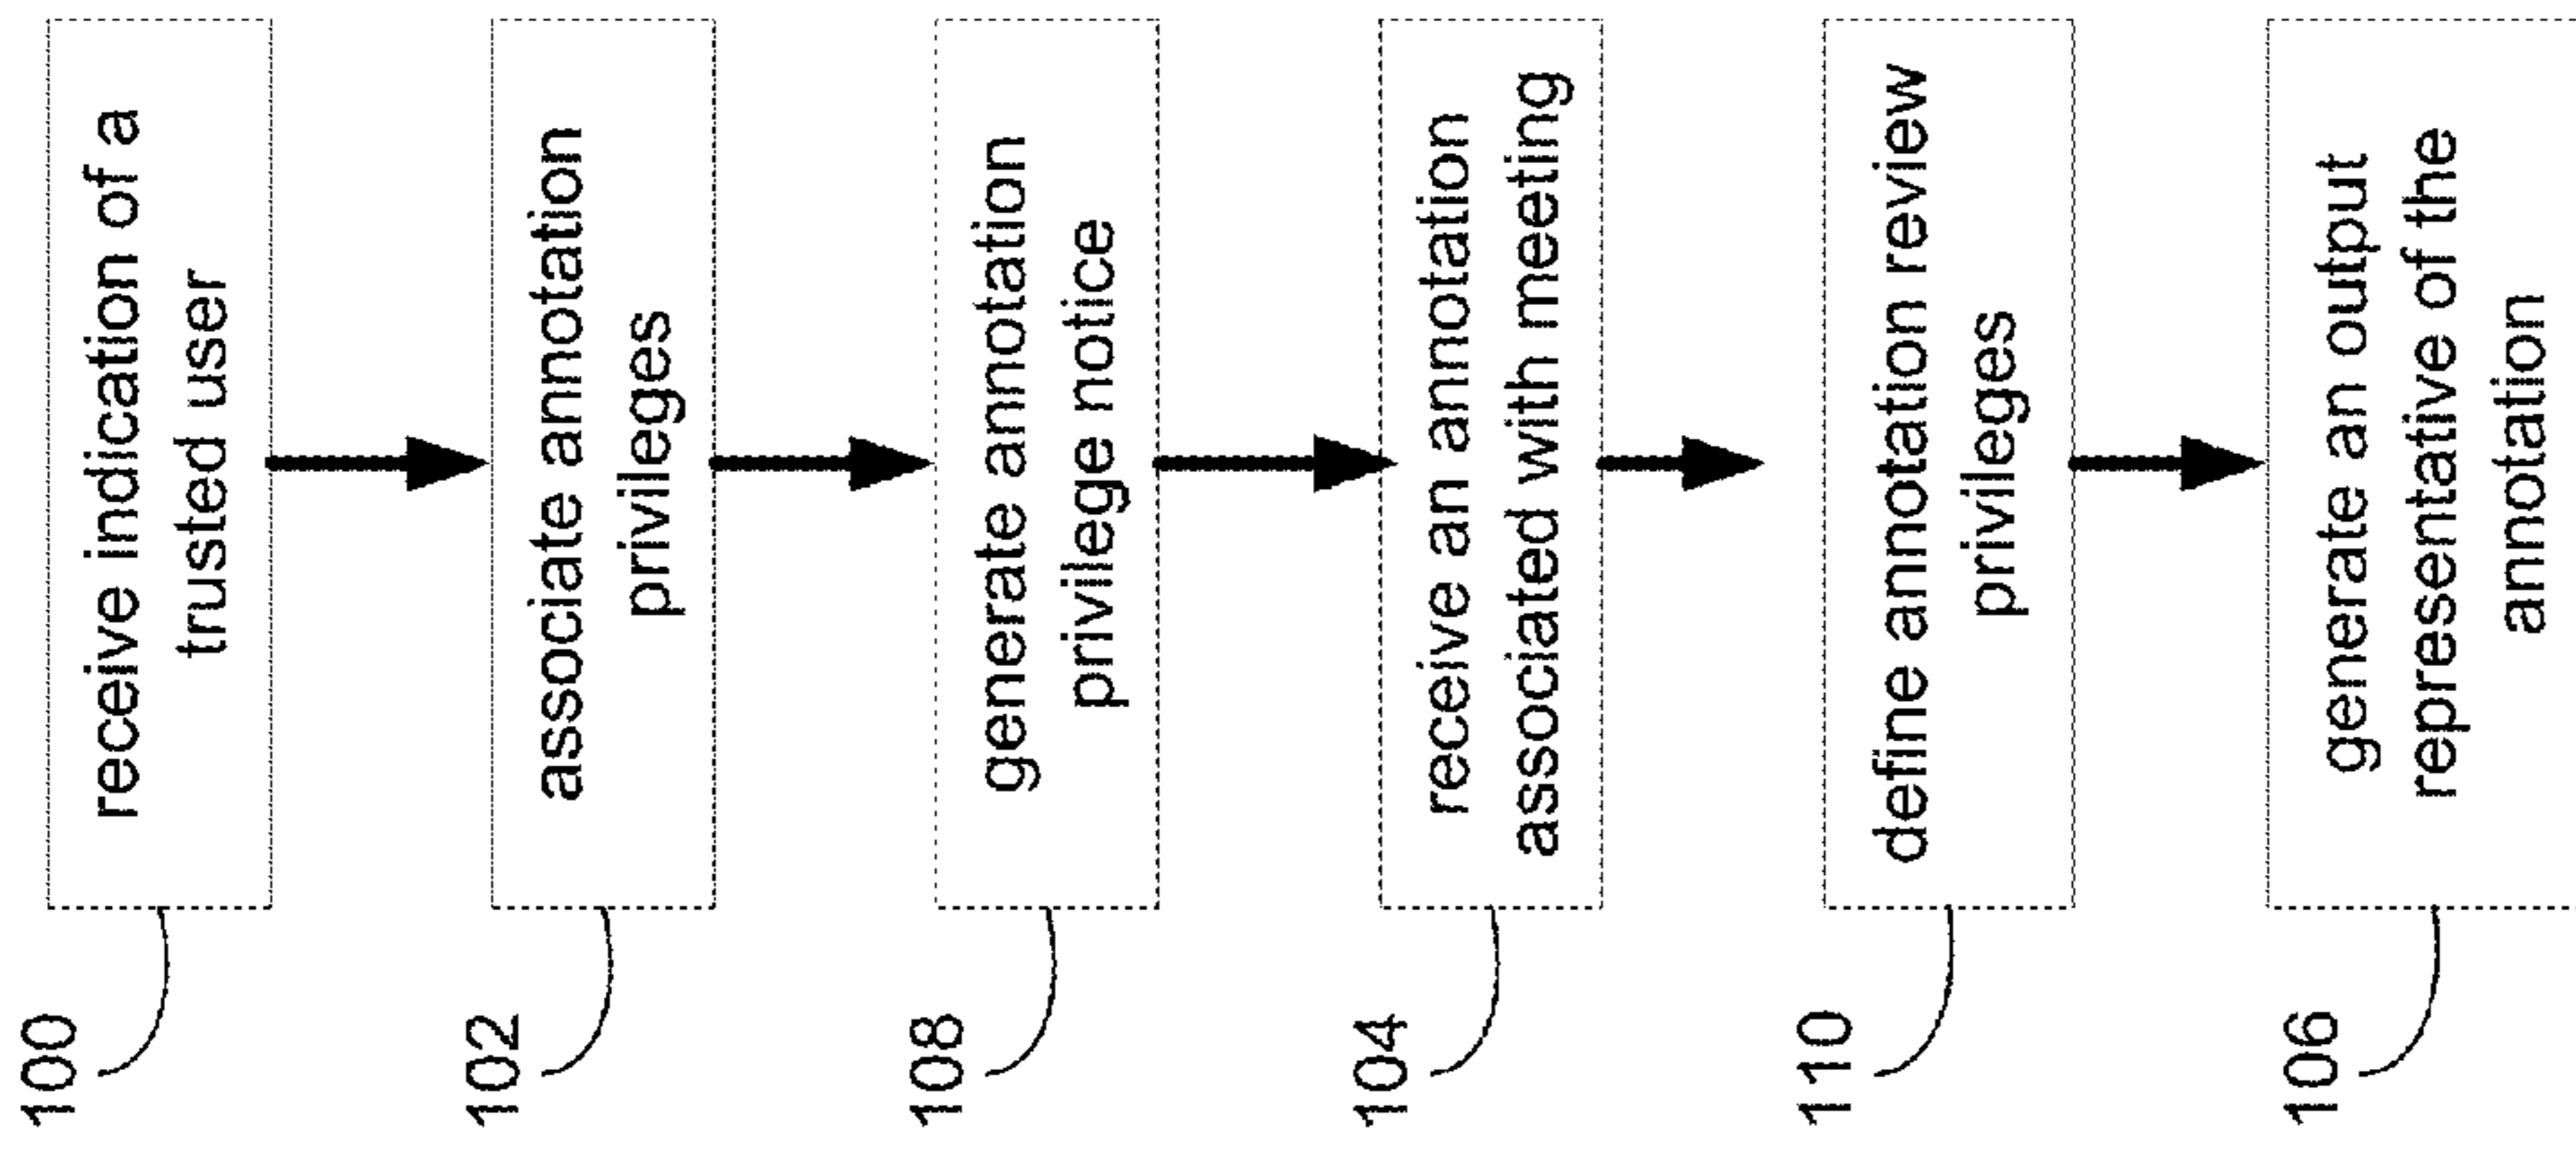 100
receive indication of a
trusted user
102
associate annotation
privileges
108
generate annotation
privilege notice
104
receive an annotation
associated with meeting
110
define annotation review
privileges
106
generate an output
representative of the
annotation